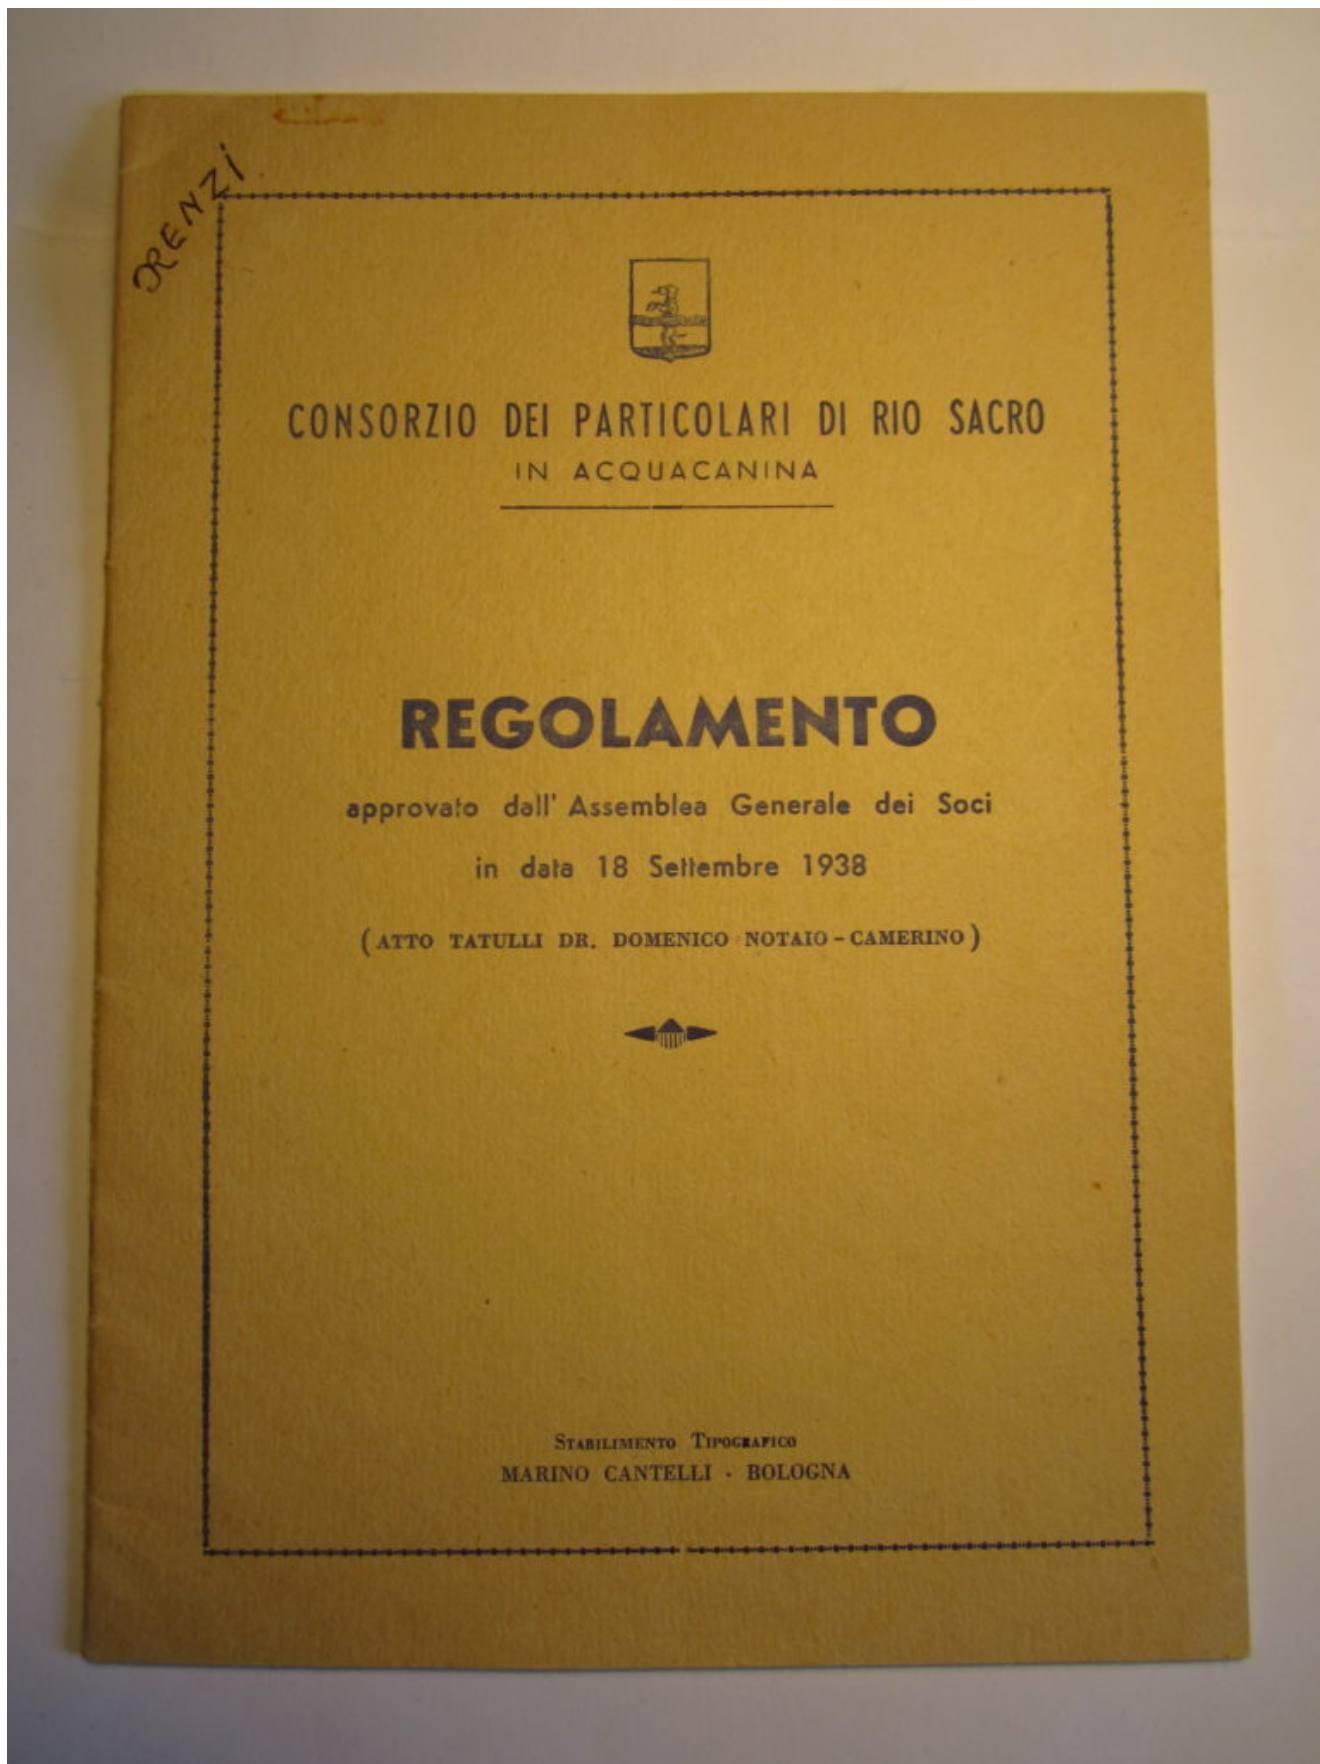 ORENZI
CONSORZIO DEI PARTICOLARI DI RIO SACRO
IN ACQUACANINA
REGOLAMENTO
approvato dall' Assemblea Generale dei Soci
in data 18 Settembre 1938
(ATTO TATULLI DR. DOMENICO NOTAIO - CAMERINO)
STABILIMENTO TIPOGRAFICO
MARINO CANTELLI - BOLOGNA